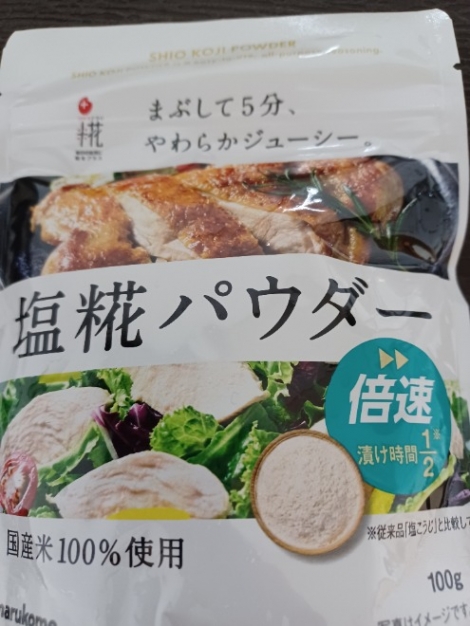 SHIO KOJI POWDER
糀
まぶして5分、
やわらかジューシー。
塩糀パウダー
倍速
漬け時間1/2
※
※従来品「塩こうじ」と比較して
国産米100%使用
100g
marukome
写真はイメージです